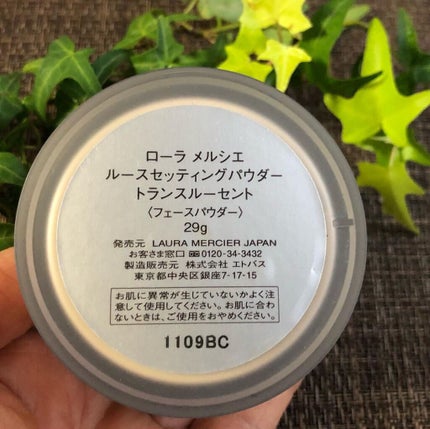 ローラ メルシエ
ルースセッティングパウダー
トランスルーセント
〈フェースパウダー〉
29g
発売元 LAURA MERCIER JAPAN
お客さま窓口 0120-34-3432
製造販売元 株式会社 エトバス
東京都中央区銀座7-17-15
お肌に異常が生じていないかよく注
意して使用してください。お肌に合わ
ないときは、ご使用をおやめください。
1109BC